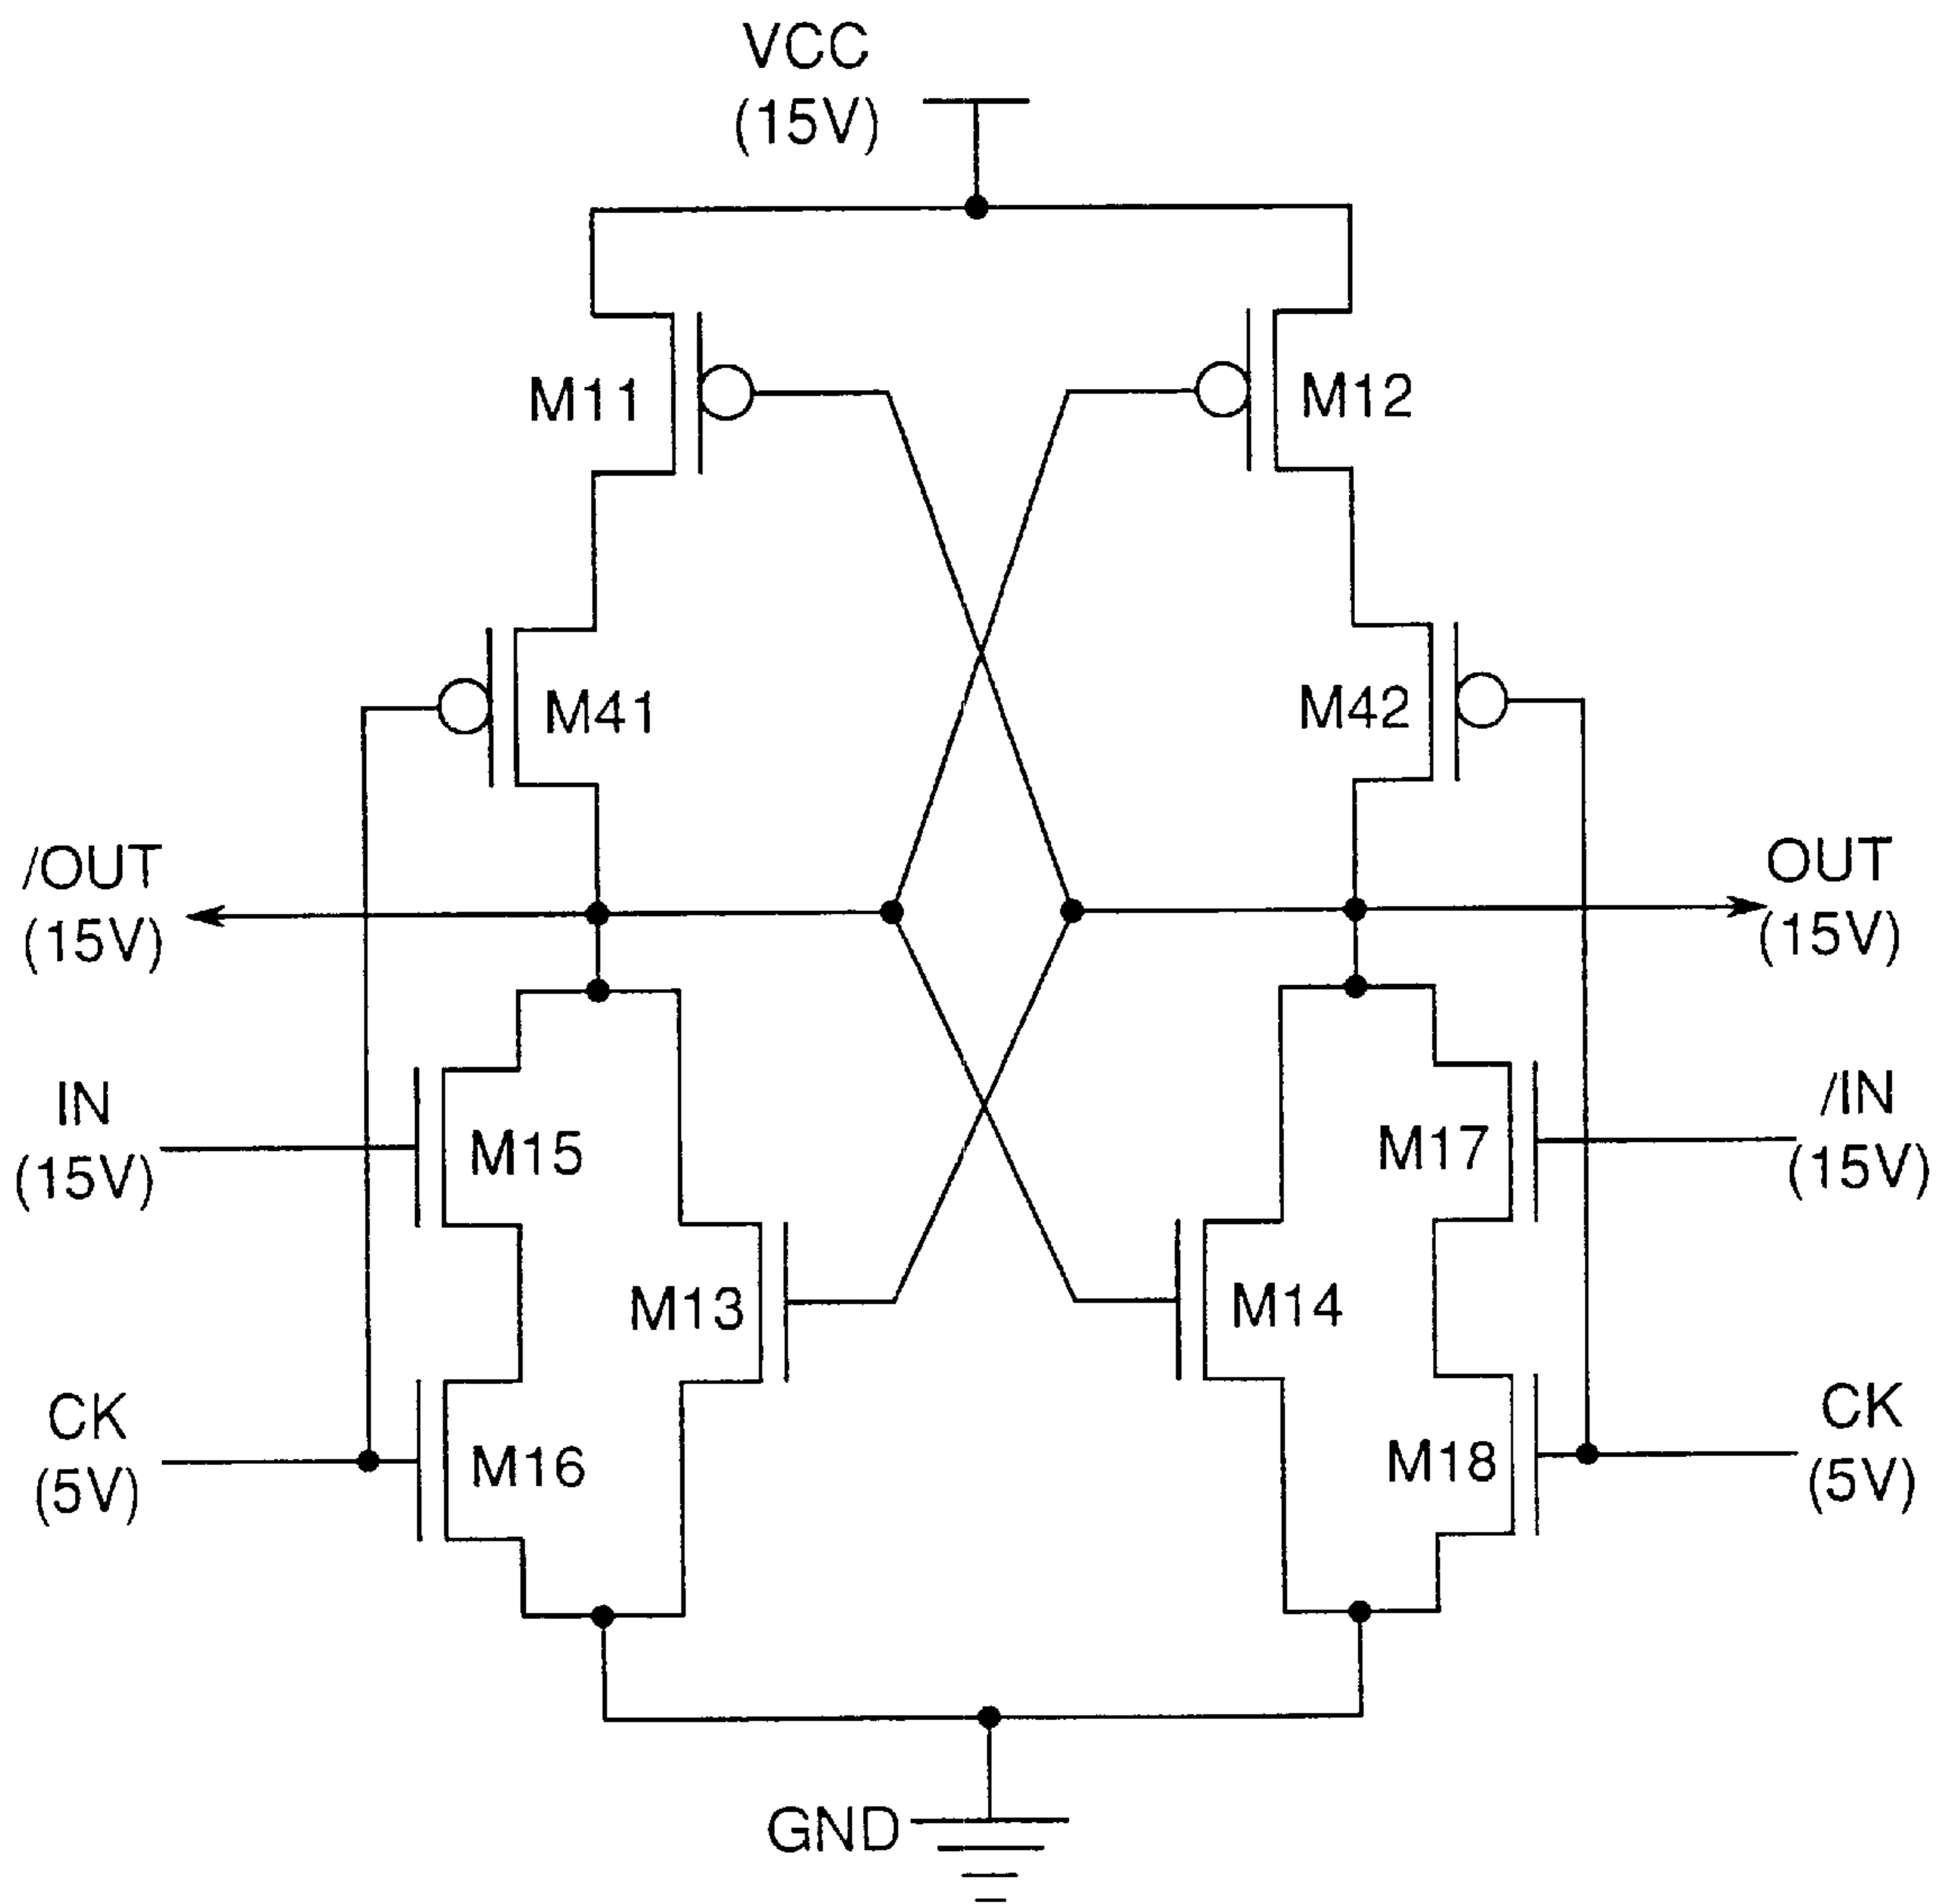 VCC
(15V)
M11
M12
M41
M42
/OUT
(15V)
OUT
(15V)
IN
(15V)
M15
M17
/IN
(15V)
M13
M14
CK
(5V)
M16
M18
CK
(5V)
GND